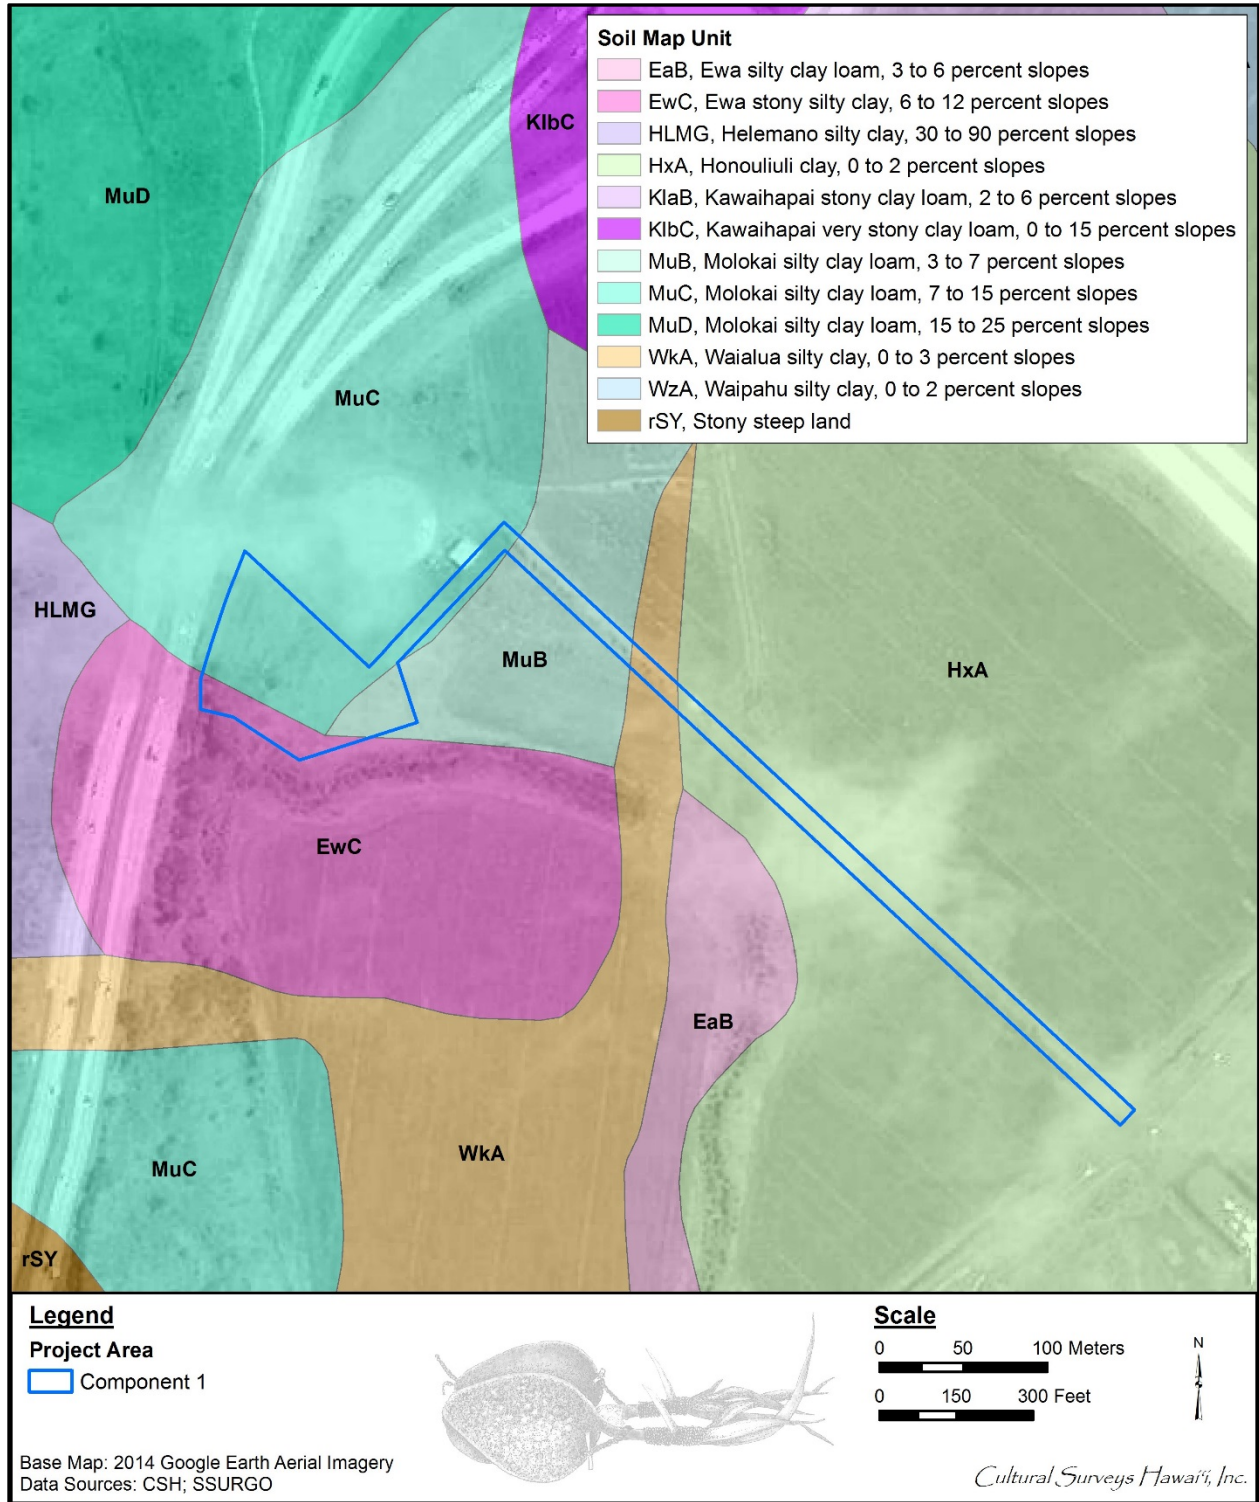 Soil Map Unit
EaB, Ewa silty clay loam, 3 to 6 percent slopes
EwC, Ewa stony silty clay, 6 to 12 percent slopes
HLMG, Helemano silty clay, 30 to 90 percent slopes
HxA, Honouliuli clay, 0 to 2 percent slopes
KlaB, Kawaihapai stony clay loam, 2 to 6 percent slopes
KlbC, Kawaihapai very stony clay loam, 0 to 15 percent slopes
MuB, Molokai silty clay loam, 3 to 7 percent slopes
MuC, Molokai silty clay loam, 7 to 15 percent slopes
MuD, Molokai silty clay loam, 15 to 25 percent slopes
WkA, Waialua silty clay, 0 to 3 percent slopes
WzA, Waipahu silty clay, 0 to 2 percent slopes
rSY, Stony steep land
KlbC
MuD
MuC
HLMG
MuB
HxA
EwC
EaB
WkA
MuC
rSY
Legend
Project Area
Component 1
Scale
0 50 100 Meters
0 150 300 Feet
N
Base Map: 2014 Google Earth Aerial Imagery
Data Sources: CSH; SSURGO
Cultural Surveys Hawai‘i, Inc.